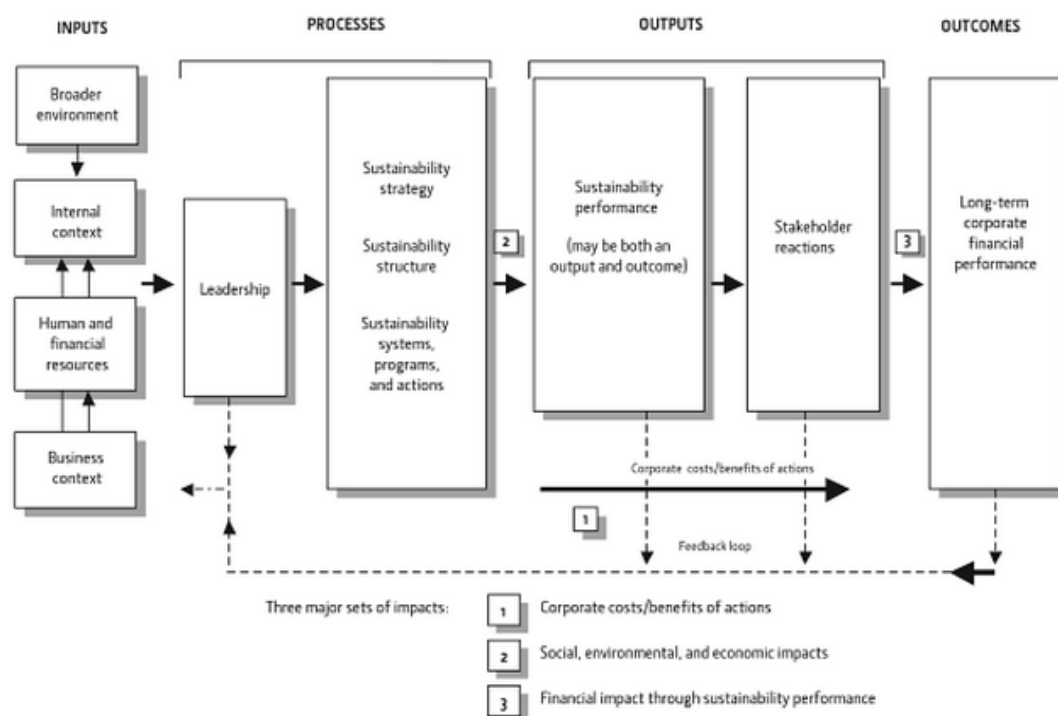 INPUTS
PROCESSES
OUTPUTS
OUTCOMES
Broader
environment
Internal
context
Human and
financial
resources
Business
context
Leadership
Sustainability
strategy
Sustainability
structure
Sustainability
systems,
programs,
and actions
2
Sustainability
performance
(may be both an
output and outcome)
Stakeholder
reactions
3
Long-term
corporate
financial
performance
Corporate costs/benefits of actions
1
Feedback loop
Three major sets of impacts:
1 Corporate costs/benefits of actions
2 Social, environmental, and economic impacts
3 Financial impact through sustainability performance